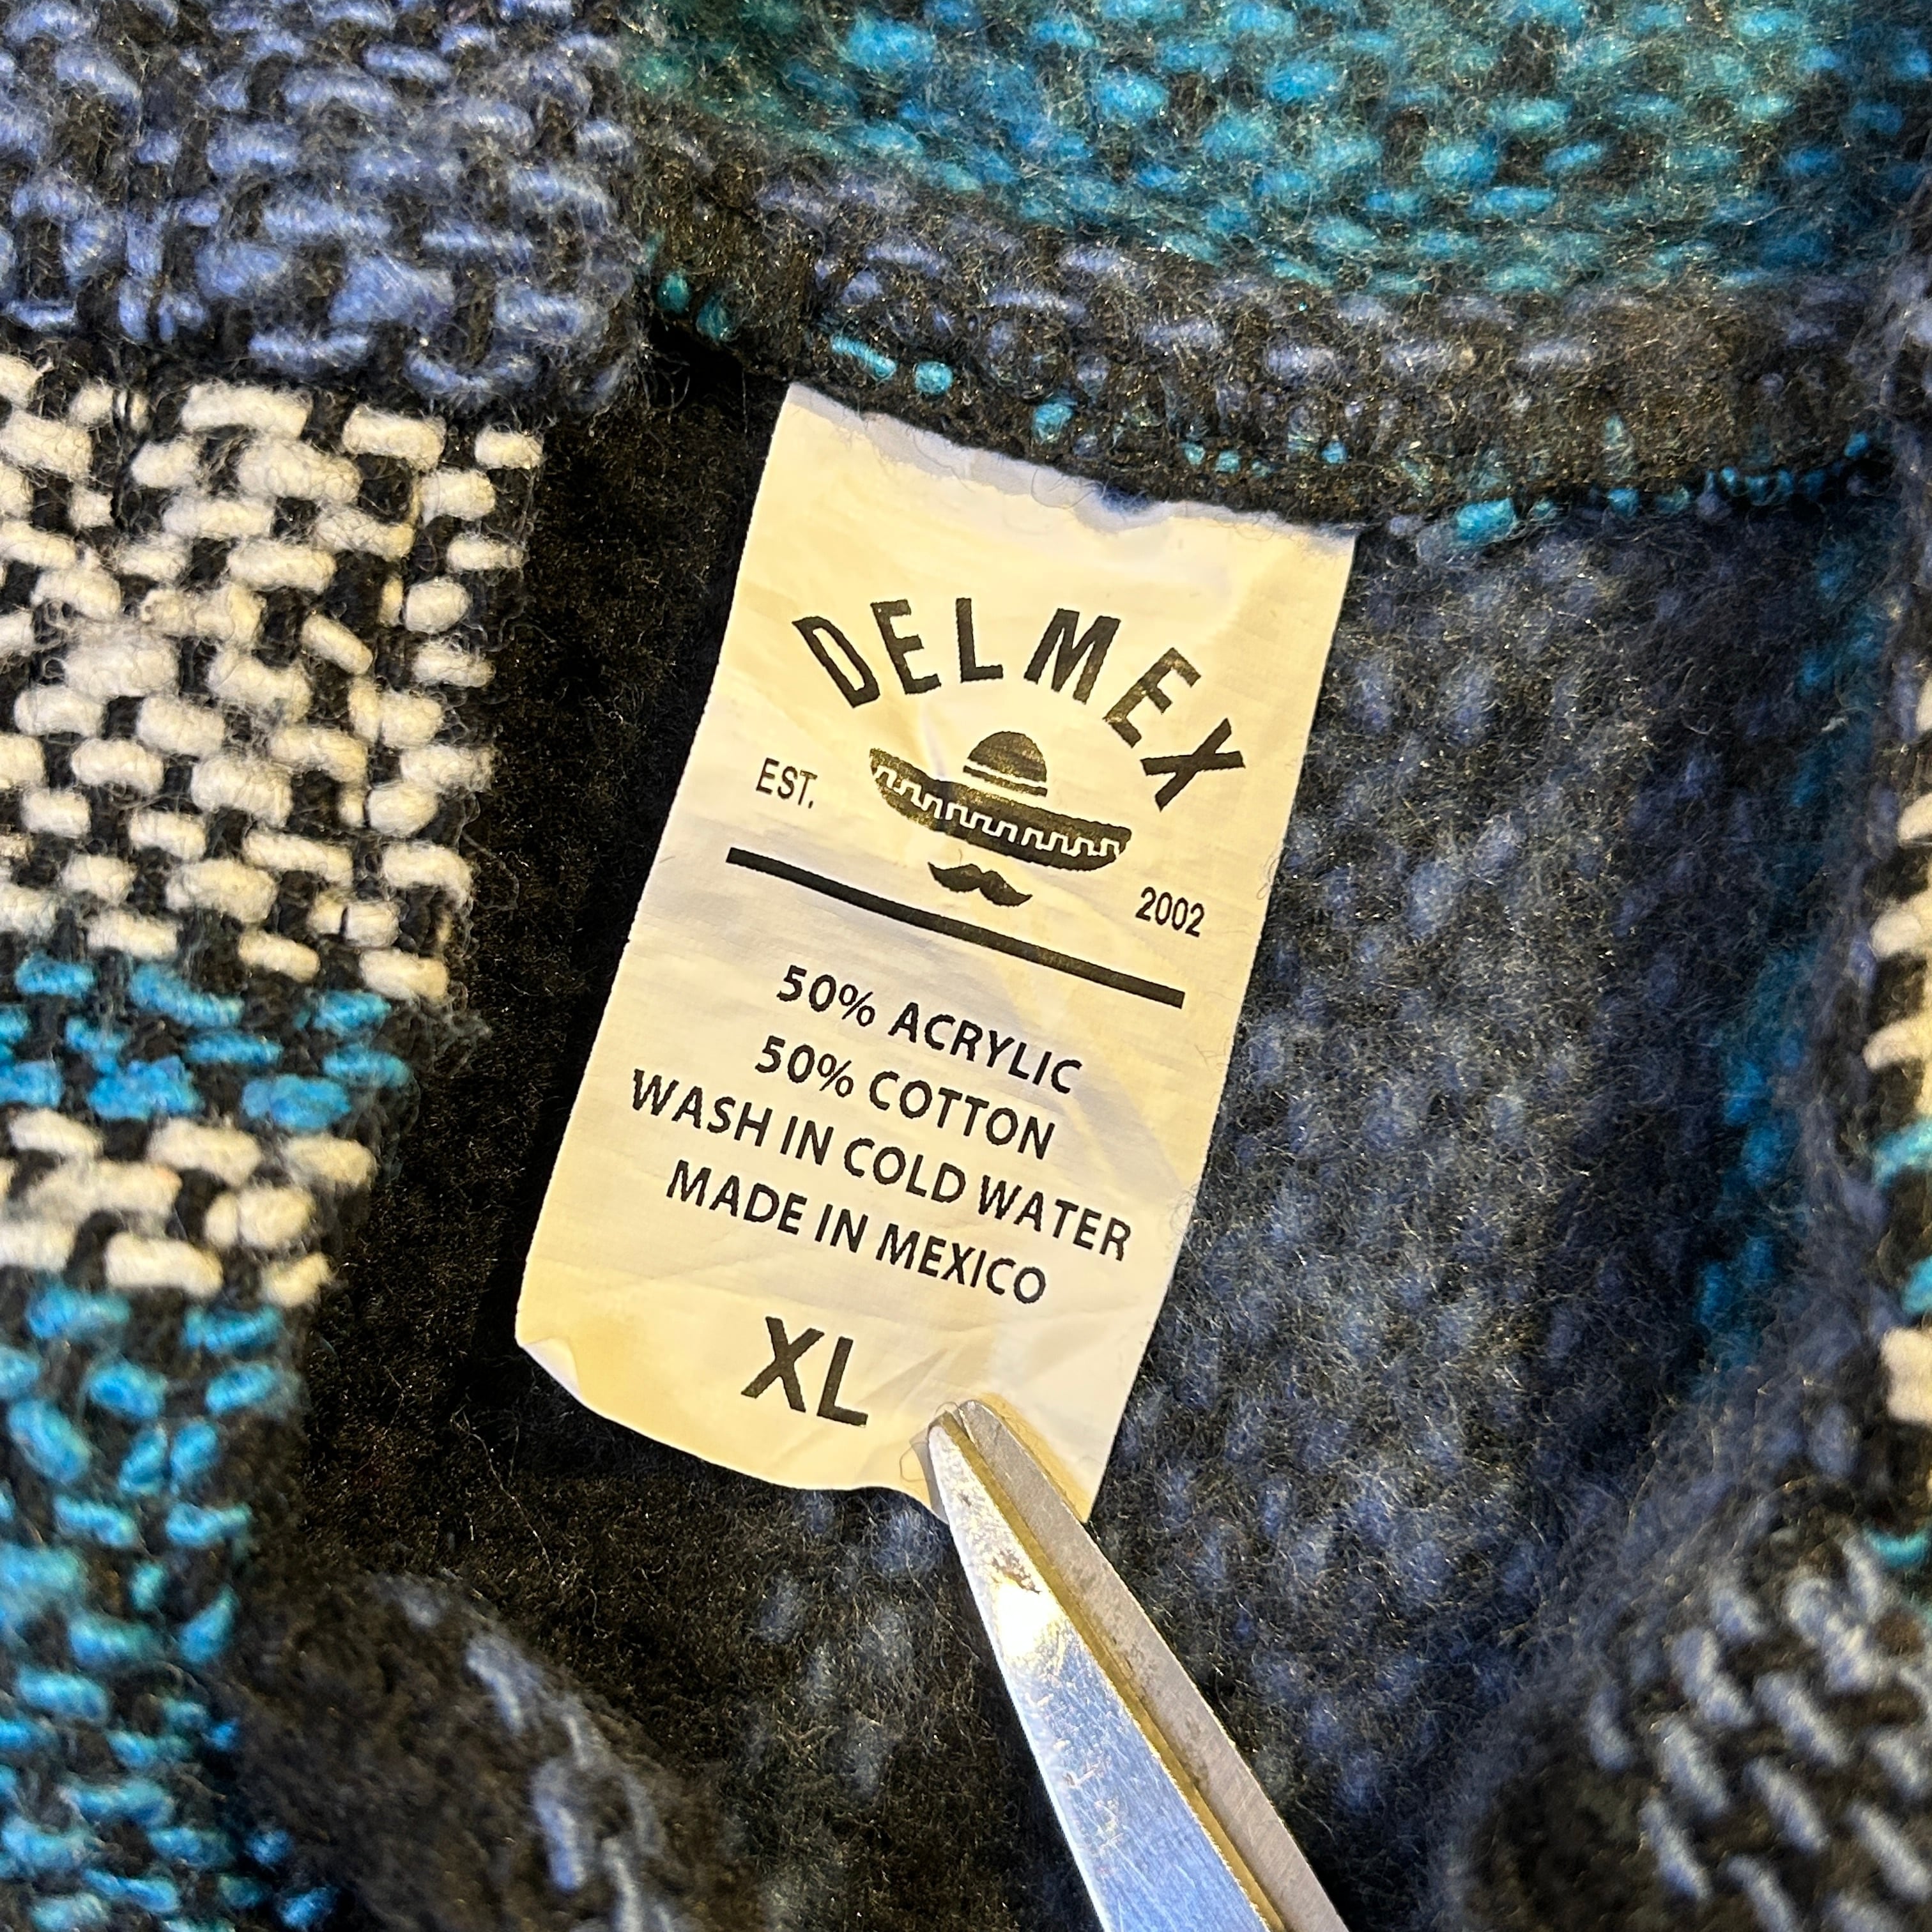 DELMEX
EST. 2002
50% ACRYLIC
50% COTTON
WASH IN COLD WATER
MADE IN MEXICO
XL